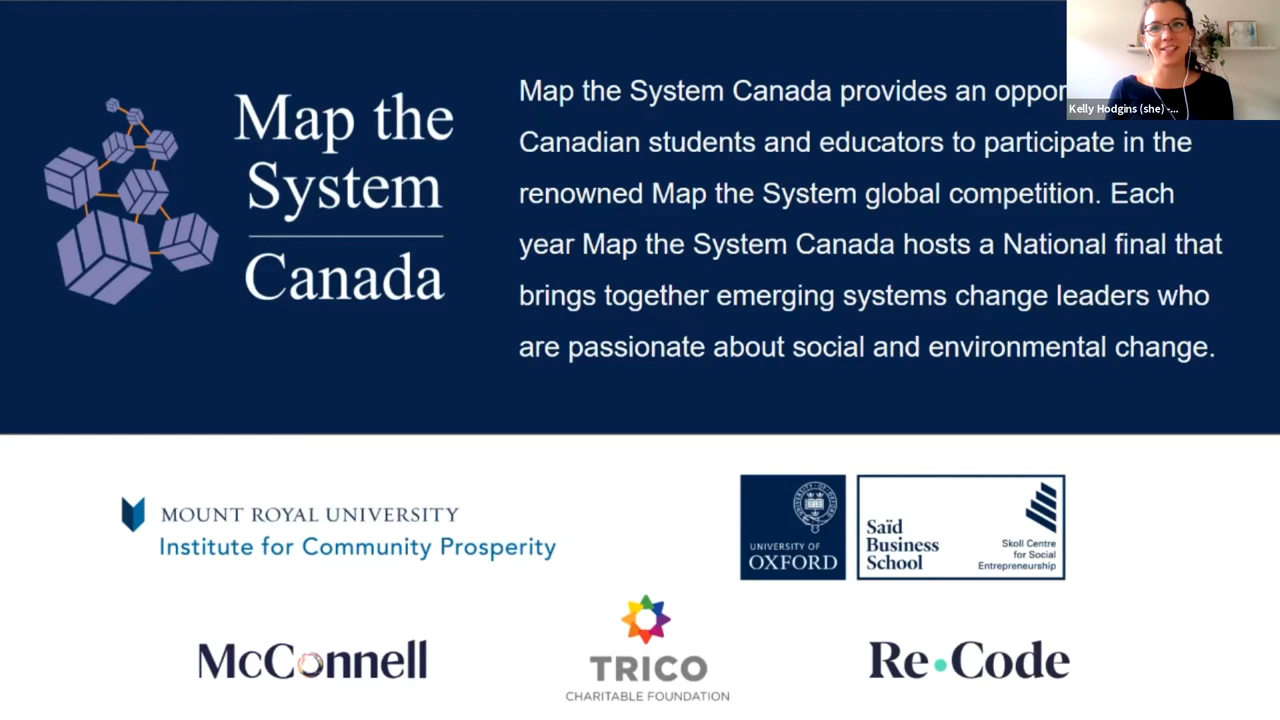 Map the
System
Canada
Map the System Canada provides an
Canadian students and educators to participate in the
renowned Map the System global competition. Each
year Map the System Canada hosts a National final that
brings together emerging systems change leaders who
are passionate about social and environmental change.
Kelly Hodgins (she) -...
MOUNT ROYAL UNIVERSITY
Institute for Community Prosperity
UNIVERSITY OF
OXFORD
Saïd
Business
School
Skoll Centre
for Social
Entrepreneurship
McConnell
TRICO
CHARITABLE FOUNDATION
Re•Code